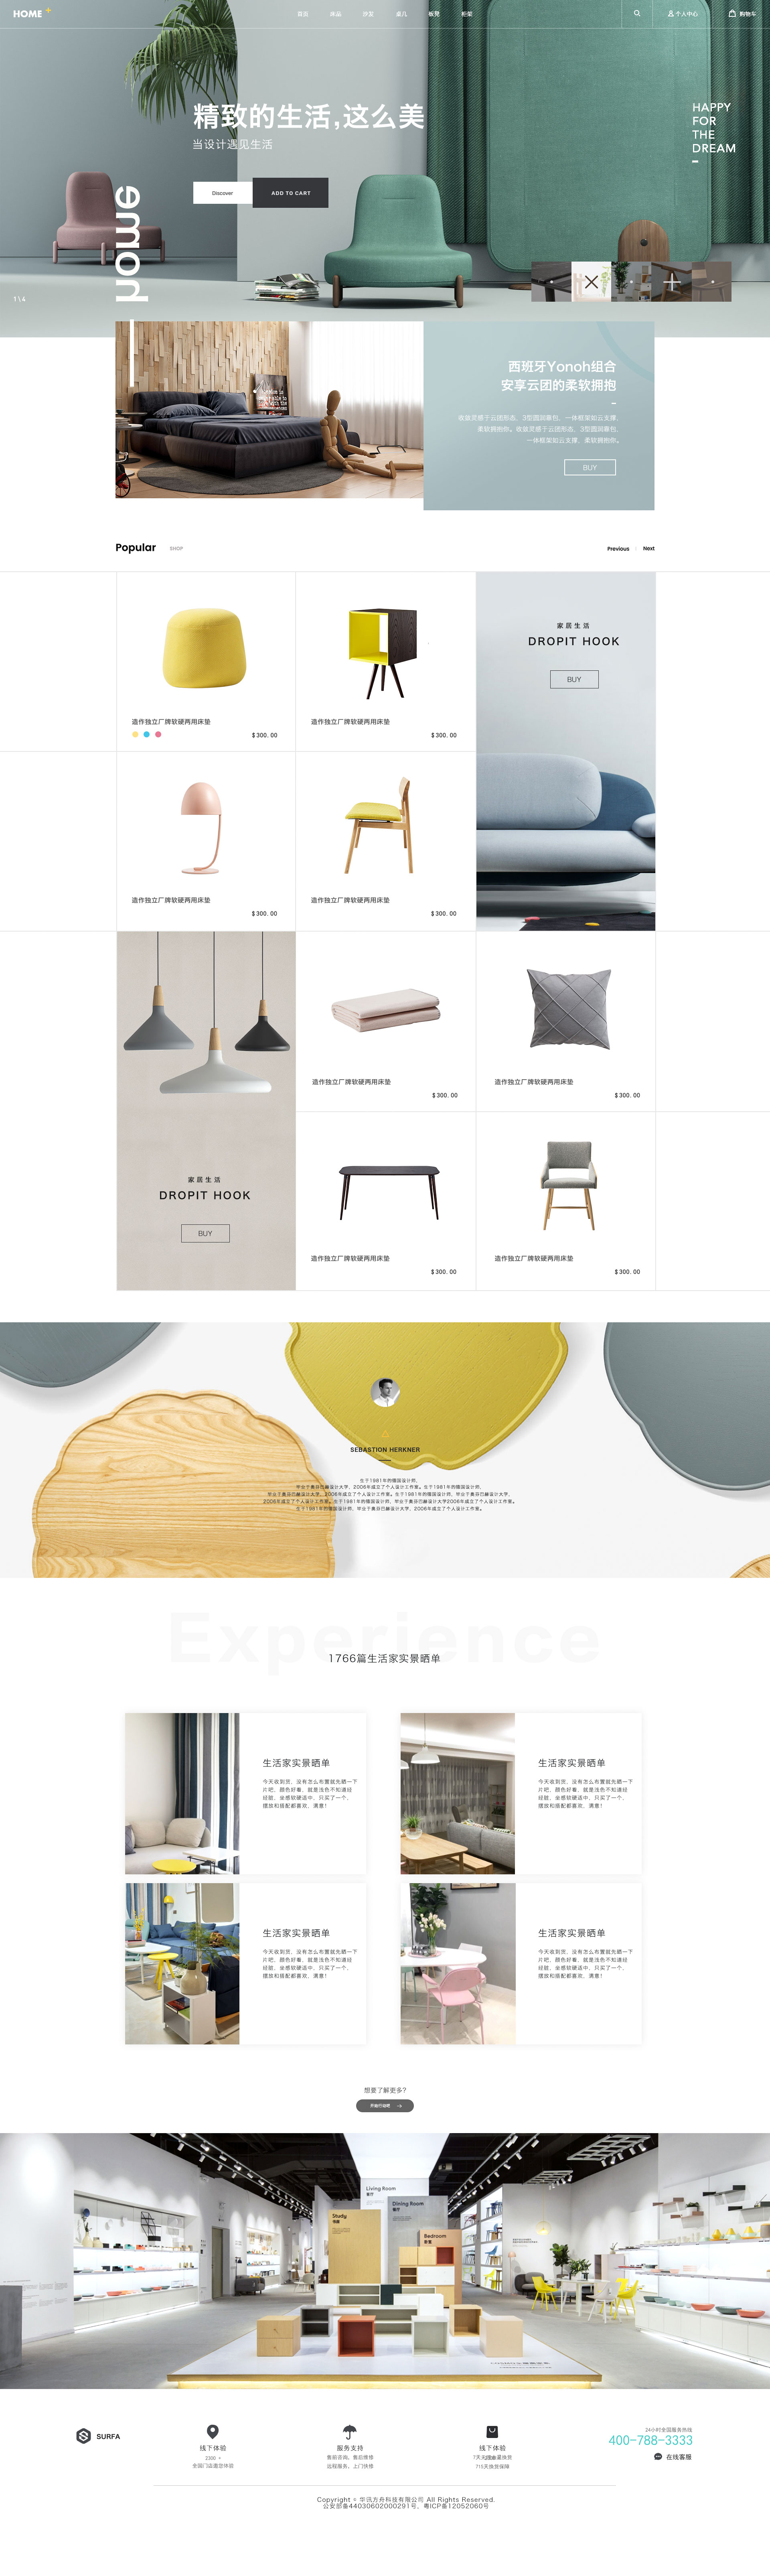 HOME
首页 床品 沙发 桌几 板凳 柜架
个人中心 购物车
精致的生活,这么美
当设计遇见生活
Discover
ADD TO CART
HAPPY
FOR
THE
DREAM
home
1 \ 4
西班牙Yonoh组合
安享云团的柔软拥抱
收敛灵感于云团形态，3型圆润靠包，一体框架如云支撑，
柔软拥抱你。收敛灵感于云团形态，3型圆润靠包，
一体框架如云支撑，柔软拥抱你。
BUY
Popular SHOP
Previous Next
造作独立厂牌软硬两用床垫
$ 300. 00
造作独立厂牌软硬两用床垫
$ 300. 00
家居生活
DROPIT HOOK
BUY
造作独立厂牌软硬两用床垫
$ 300. 00
造作独立厂牌软硬两用床垫
$ 300. 00
家居生活
DROPIT HOOK
BUY
造作独立厂牌软硬两用床垫
$ 300. 00
造作独立厂牌软硬两用床垫
$ 300. 00
造作独立厂牌软硬两用床垫
$ 300. 00
造作独立厂牌软硬两用床垫
$ 300. 00
SEBASTION HERKNER
生于1981年的德国设计师，
毕业于奥芬巴赫设计大学，2006年成立了个人设计工作室。生于1981年的德国设计师，
毕业于奥芬巴赫设计大学，2006年成立了个人设计工作室。生于1981年的德国设计师，毕业于奥芬巴赫设计大学，
2006年成立了个人设计工作室。生于1981年的德国设计师，毕业于奥芬巴赫设计大学2006年成立了个人设计工作室。
生于1981年的德国设计师，毕业于奥芬巴赫设计大学，2006年成立了个人设计工作室。
Experience
1766篇生活家实景晒单
生活家实景晒单
今天收到货，没有怎么布置就先晒一下
片吧，颜色好看，就是浅色不知道经
经脏，坐感软硬适中，只买了一个，
摆放和搭配都喜欢，满意！
生活家实景晒单
今天收到货，没有怎么布置就先晒一下
片吧，颜色好看，就是浅色不知道经
经脏，坐感软硬适中，只买了一个，
摆放和搭配都喜欢，满意！
生活家实景晒单
今天收到货，没有怎么布置就先晒一下
片吧，颜色好看，就是浅色不知道经
经脏，坐感软硬适中，只买了一个，
摆放和搭配都喜欢，满意！
生活家实景晒单
今天收到货，没有怎么布置就先晒一下
片吧，颜色好看，就是浅色不知道经
经脏，坐感软硬适中，只买了一个，
摆放和搭配都喜欢，满意！
想要了解更多?
Living Room
客厅
Dining Room
Study
书房
Bedroom
卧室
SURFA
线下体验
2300 +
全国门店邀您体验
服务支持
售前咨询，售后维修
远程服务，上门快修
线下体验
715天换货保障
24小时全国服务热线
400-788-3333
在线客服
Copyright © 华讯方舟科技有限公司 All Rights Reserved.
公安部备44030602000291号，粤ICP备12052060号